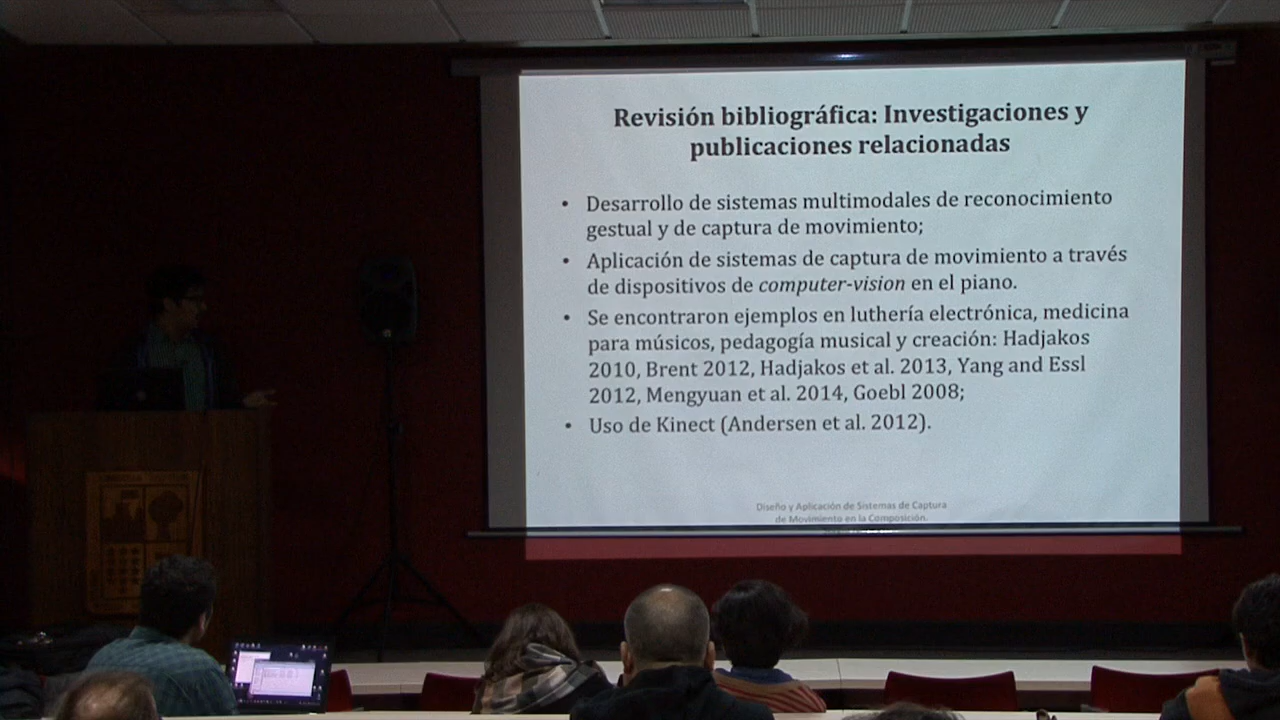 Revisión bibliográfica: Investigaciones y
publicaciones relacionadas
• Desarrollo de sistemas multimodales de reconocimiento
gestual y de captura de movimiento;
• Aplicación de sistemas de captura de movimiento a través
de dispositivos de computer-vision en el piano.
• Se encontraron ejemplos en luthería electrónica, medicina
para músicos, pedagogía musical y creación: Hadjakos
2010, Brent 2012, Hadjakos et al. 2013, Yang and Essl
2012, Mengyuan et al. 2014, Goebl 2008;
• Uso de Kinect (Andersen et al. 2012).
Diseño y Aplicación de Sistemas de Captura
de Movimiento en la Composición.